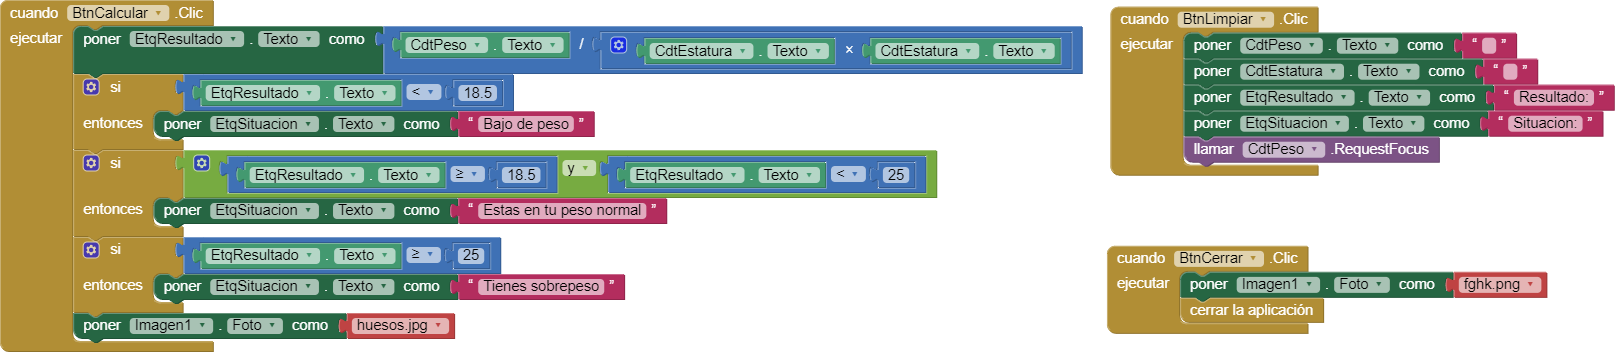 cuando BtnCalcular .Clic
ejecutar poner EtqResultado . Texto como CdtPeso . Texto / CdtEstatura . Texto × CdtEstatura . Texto
si EtqResultado . Texto < 18.5
entonces poner EtqSituacion . Texto como “ Bajo de peso ”
si EtqResultado . Texto ≥ 18.5 y EtqResultado . Texto < 25
entonces poner EtqSituacion . Texto como “ Estas en tu peso normal ”
si EtqResultado . Texto ≥ 25
entonces poner EtqSituacion . Texto como “ Tienes sobrepeso ”
poner Imagen1 . Foto como huesos.jpg
cuando BtnLimpiar .Clic
ejecutar poner CdtPeso . Texto como “ ”
poner CdtEstatura . Texto como “ ”
poner EtqResultado . Texto como “ Resultado: ”
poner EtqSituacion . Texto como “ Situacion: ”
llamar CdtPeso .RequestFocus
cuando BtnCerrar .Clic
ejecutar poner Imagen1 . Foto como fghk.png
cerrar la aplicación